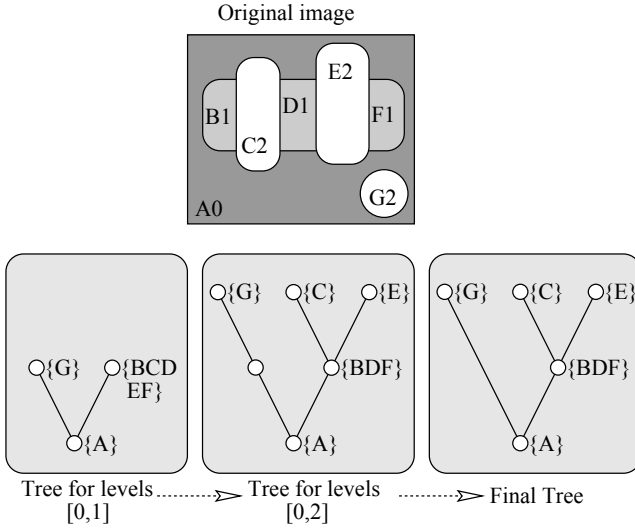 Original image
E2
B1
D1
F1
C2
G2
A0
{G}
{BCD
EF}
{A}
{G}
{C}
{E}
{BDF}
{A}
{G}
{C}
{E}
{BDF}
{A}
Tree for levels
[0,1]
Tree for levels
[0,2]
Final Tree